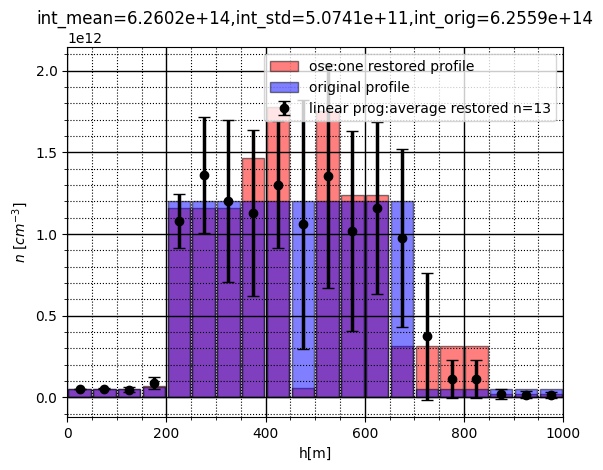 int_mean=6.2602e+14,int_std=5.0741e+11,int_orig=6.2559e+14
1e12
ose:one restored profile
original profile
linear prog:average restored n=13
2.0
1.5
1.0
0.5
0.0
n [cm⁻³]
0 200 400 600 800 1000
h[m]